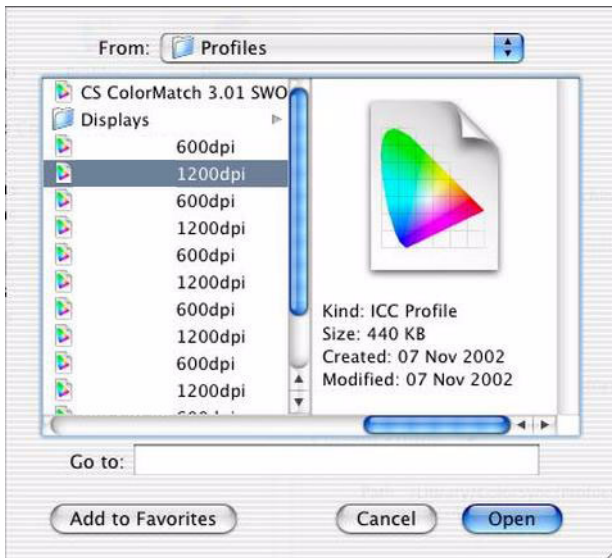 From: Profiles
CS ColorMatch 3.01 SWO
Displays
600dpi
1200dpi
600dpi
1200dpi
600dpi
1200dpi
600dpi
1200dpi
600dpi
1200dpi
Kind: ICC Profile
Size: 440 KB
Created: 07 Nov 2002
Modified: 07 Nov 2002
Go to:
Add to Favorites
Cancel
Open